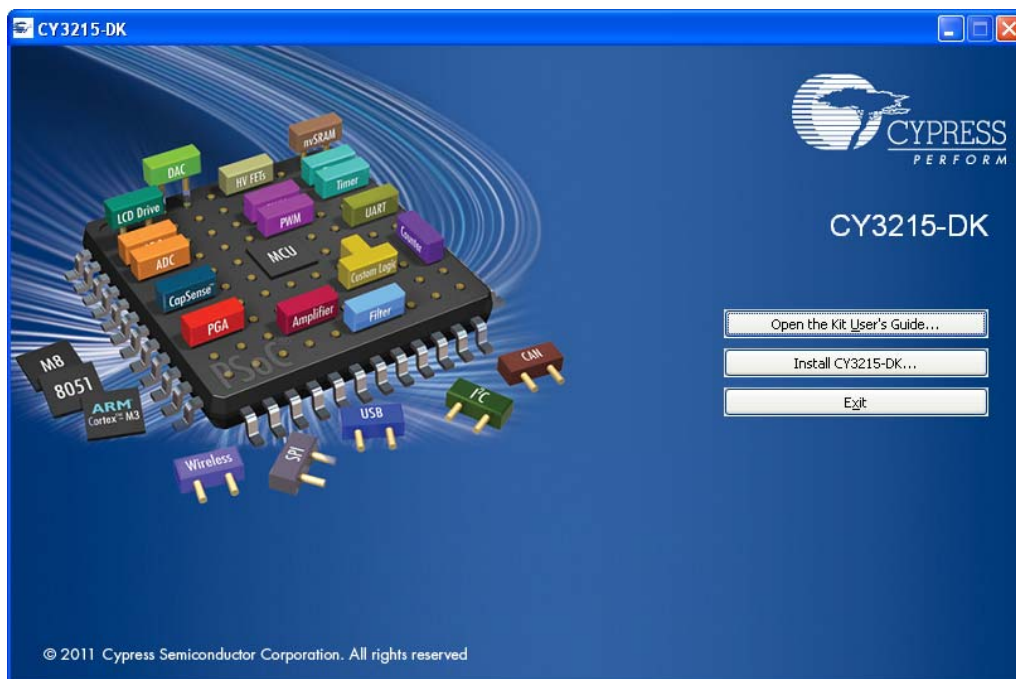 CY3215-DK
CYPRESS
PERFORM
CY3215-DK
nvSRAM
DAC
HV FETs
Timer
LCD Drive
PWM
UART
Counter
ADC
MCU
Custom Logic
CapSense™
PGA
Amplifier
Filter
PSoC
M8
8051
ARM
Cortex™-M3
CAN
I²C
USB
SPI
Wireless
Open the Kit User's Guide...
Install CY3215-DK...
Exit
© 2011 Cypress Semiconductor Corporation. All rights reserved